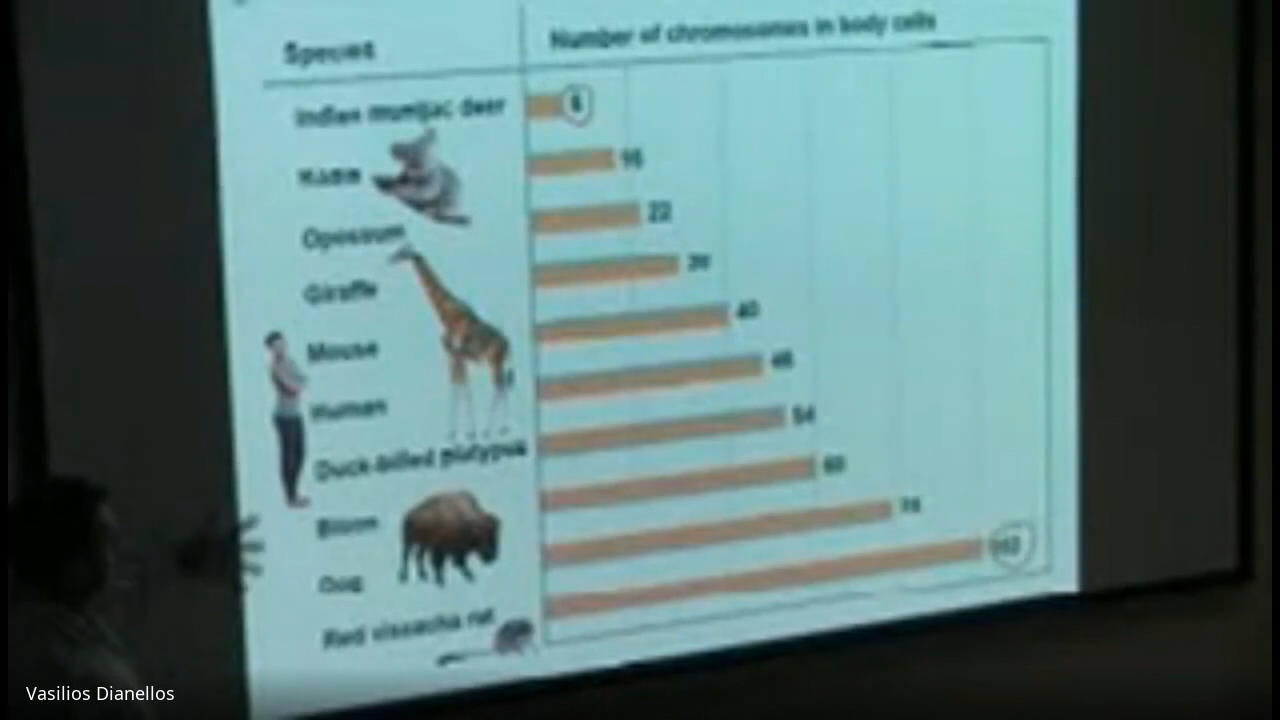 Species Number of chromosomes in body cells
Indian muntjac deer 6
Koala 16
Opossum 22
Giraffe 30
Mouse 40
Human 46
Duck-billed platypus 54
Bison 60
Dog 78
Red viscacha rat 102
Vasilios Dianellos